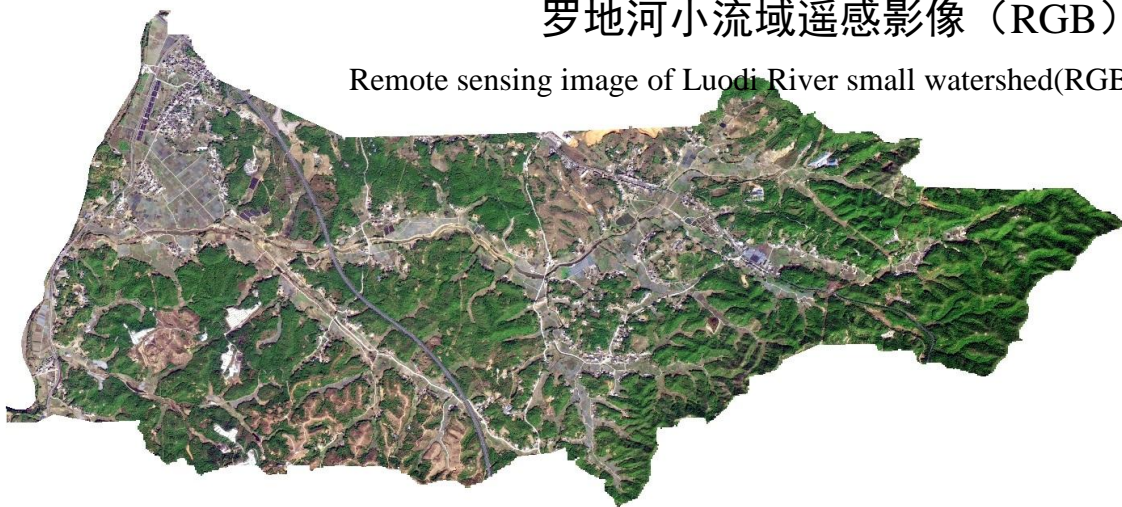 罗地河小流域遥感影像（RGB）
Remote sensing image of Luodi River small watershed(RGB